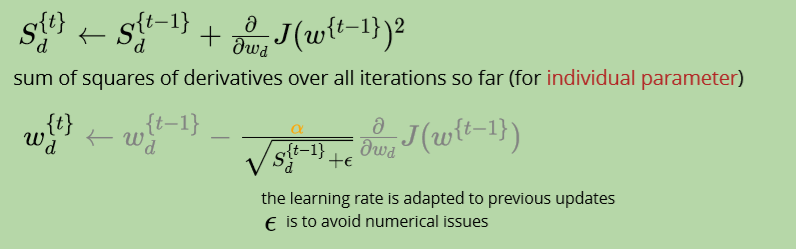 S_d^{t} ← S_d^{t−1} + ∂/∂w_d J(w^{t−1})²
sum of squares of derivatives over all iterations so far (for individual parameter)
w_d^{t} ← w_d^{t−1} − α/√(S_d^{t−1}+ϵ) ∂/∂w_d J(w^{t−1})
the learning rate is adapted to previous updates
ϵ is to avoid numerical issues